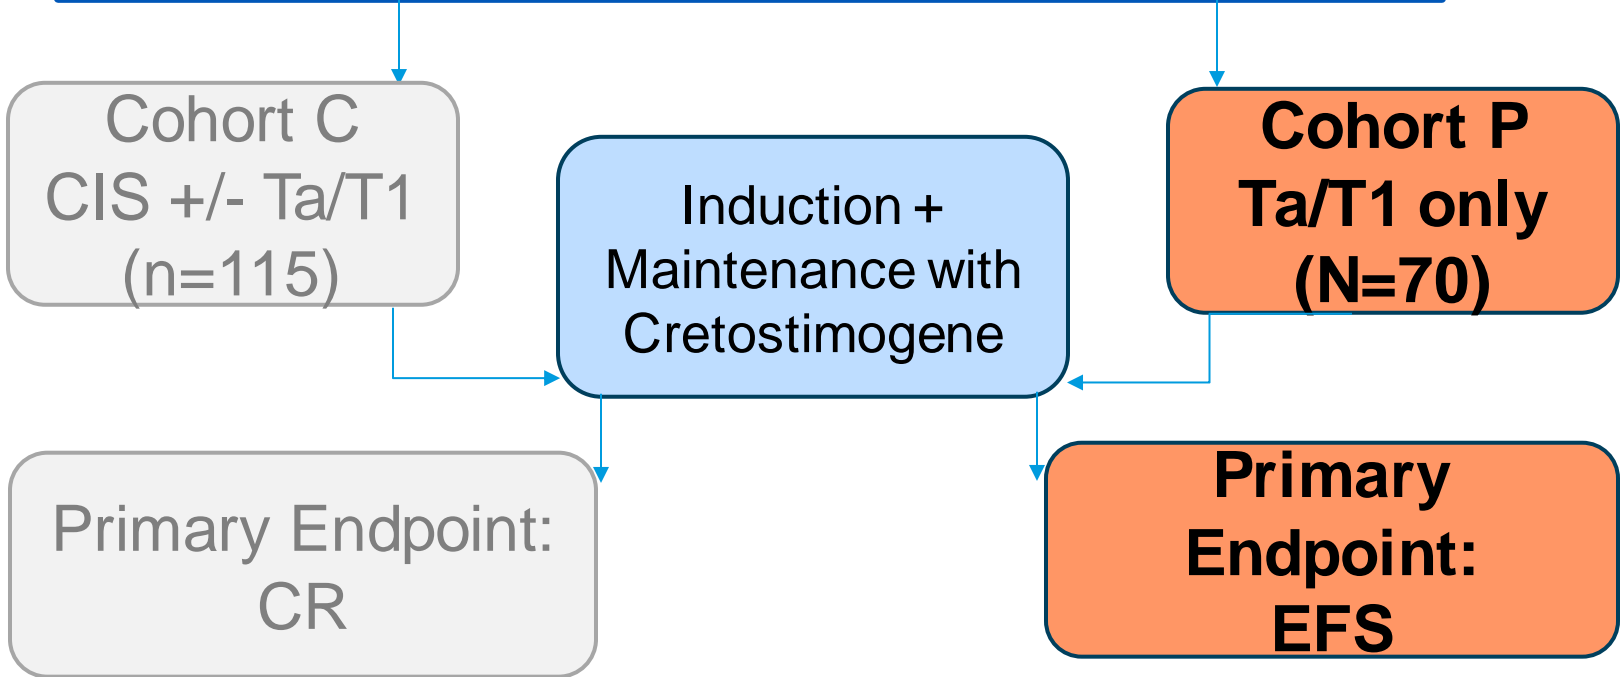 Cohort C
CIS +/- Ta/T1
(n=115)
Induction +
Maintenance with
Cretostimogene
Cohort P
Ta/T1 only
(N=70)
Primary Endpoint:
CR
Primary
Endpoint:
EFS